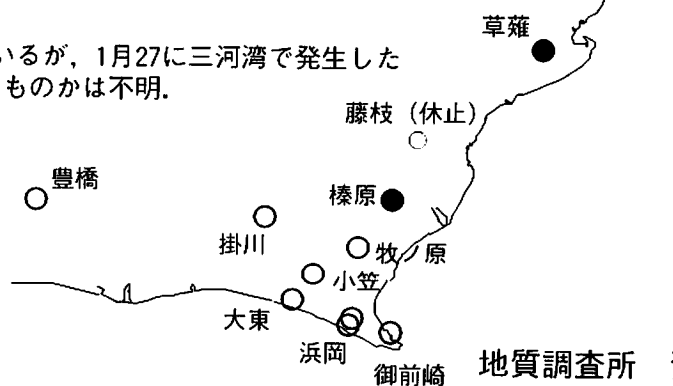 草薙
いるが，1月27に三河湾で発生した
ものかは不明．
藤枝（休止）
豊橋
榛原
掛川
牧ノ原
小笠
大東
浜岡
御前崎
地質調査所